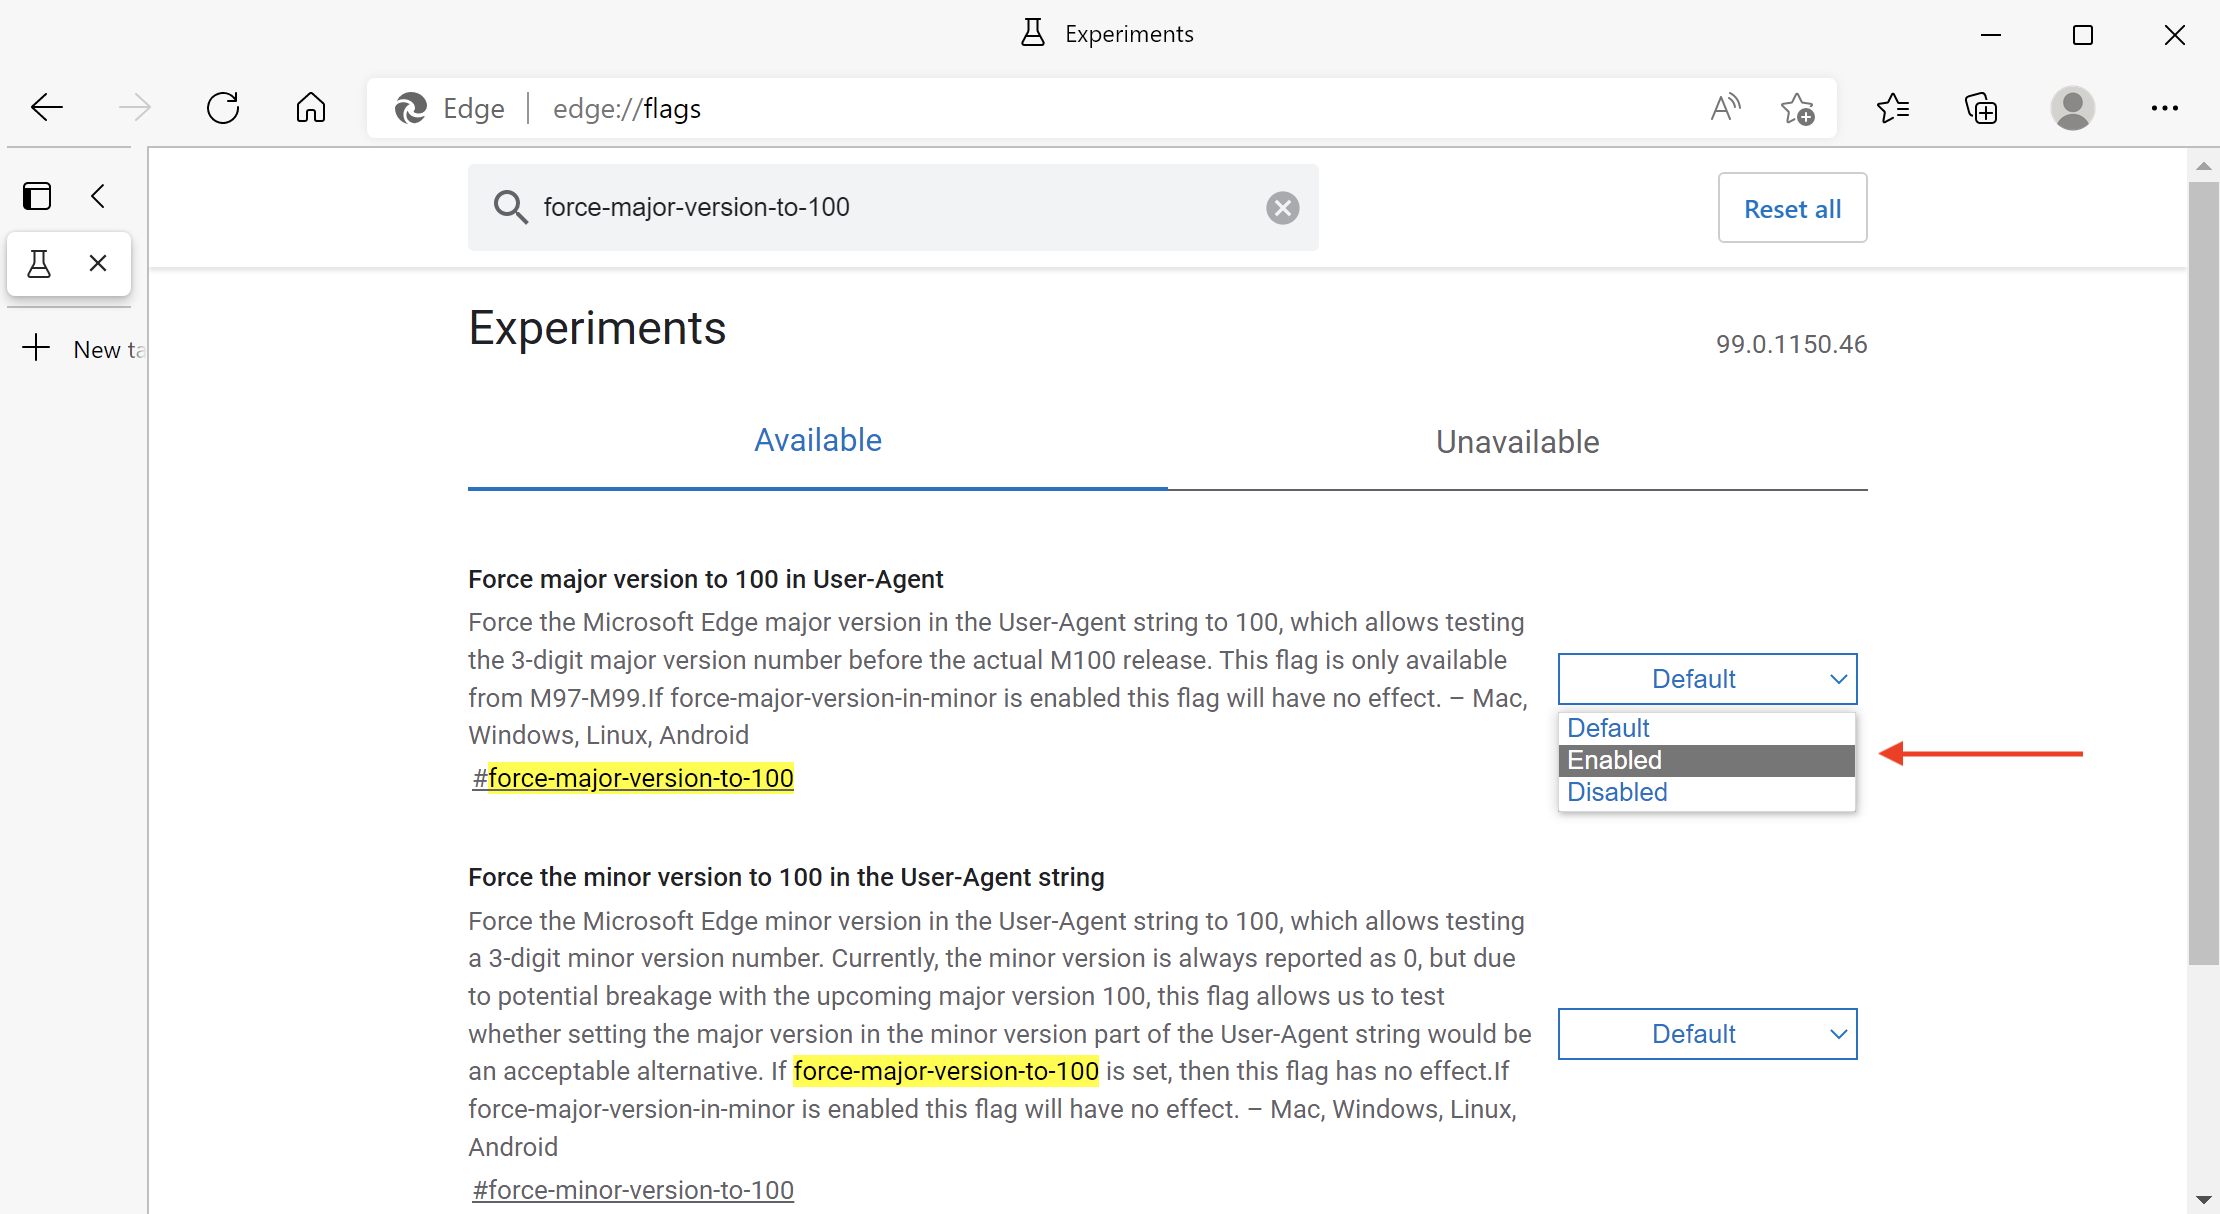 Experiments
Edge
edge://flags
force-major-version-to-100
Reset all
New ta
Experiments
99.0.1150.46
Available
Unavailable
Force major version to 100 in User-Agent
Force the Microsoft Edge major version in the User-Agent string to 100, which allows testing
the 3-digit major version number before the actual M100 release. This flag is only available
from M97-M99.If force-major-version-in-minor is enabled this flag will have no effect. – Mac,
Windows, Linux, Android
#force-major-version-to-100
Default
Default
Enabled
Disabled
Force the minor version to 100 in the User-Agent string
Force the Microsoft Edge minor version in the User-Agent string to 100, which allows testing
a 3-digit minor version number. Currently, the minor version is always reported as 0, but due
to potential breakage with the upcoming major version 100, this flag allows us to test
whether setting the major version in the minor version part of the User-Agent string would be
an acceptable alternative. If force-major-version-to-100 is set, then this flag has no effect.If
force-major-version-in-minor is enabled this flag will have no effect. – Mac, Windows, Linux,
Android
#force-minor-version-to-100
Default